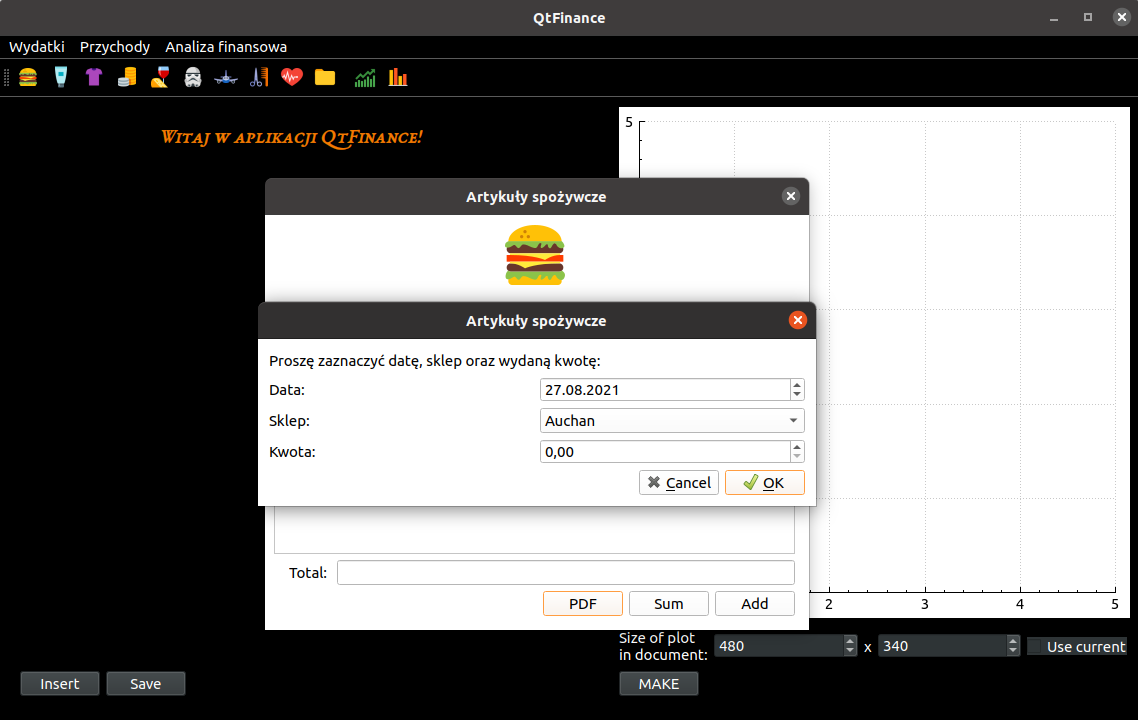 QtFinance
Wydatki Przychody Analiza finansowa
Witaj w aplikacji QtFinance!
5
Artykuły spożywcze
Artykuły spożywcze
Proszę zaznaczyć datę, sklep oraz wydaną kwotę:
Data: 27.08.2021
Sklep: Auchan
Kwota: 0,00
Cancel OK
Total:
PDF Sum Add
2 3 4 5
Size of plot
in document: 480 x 340 Use current
Insert Save MAKE